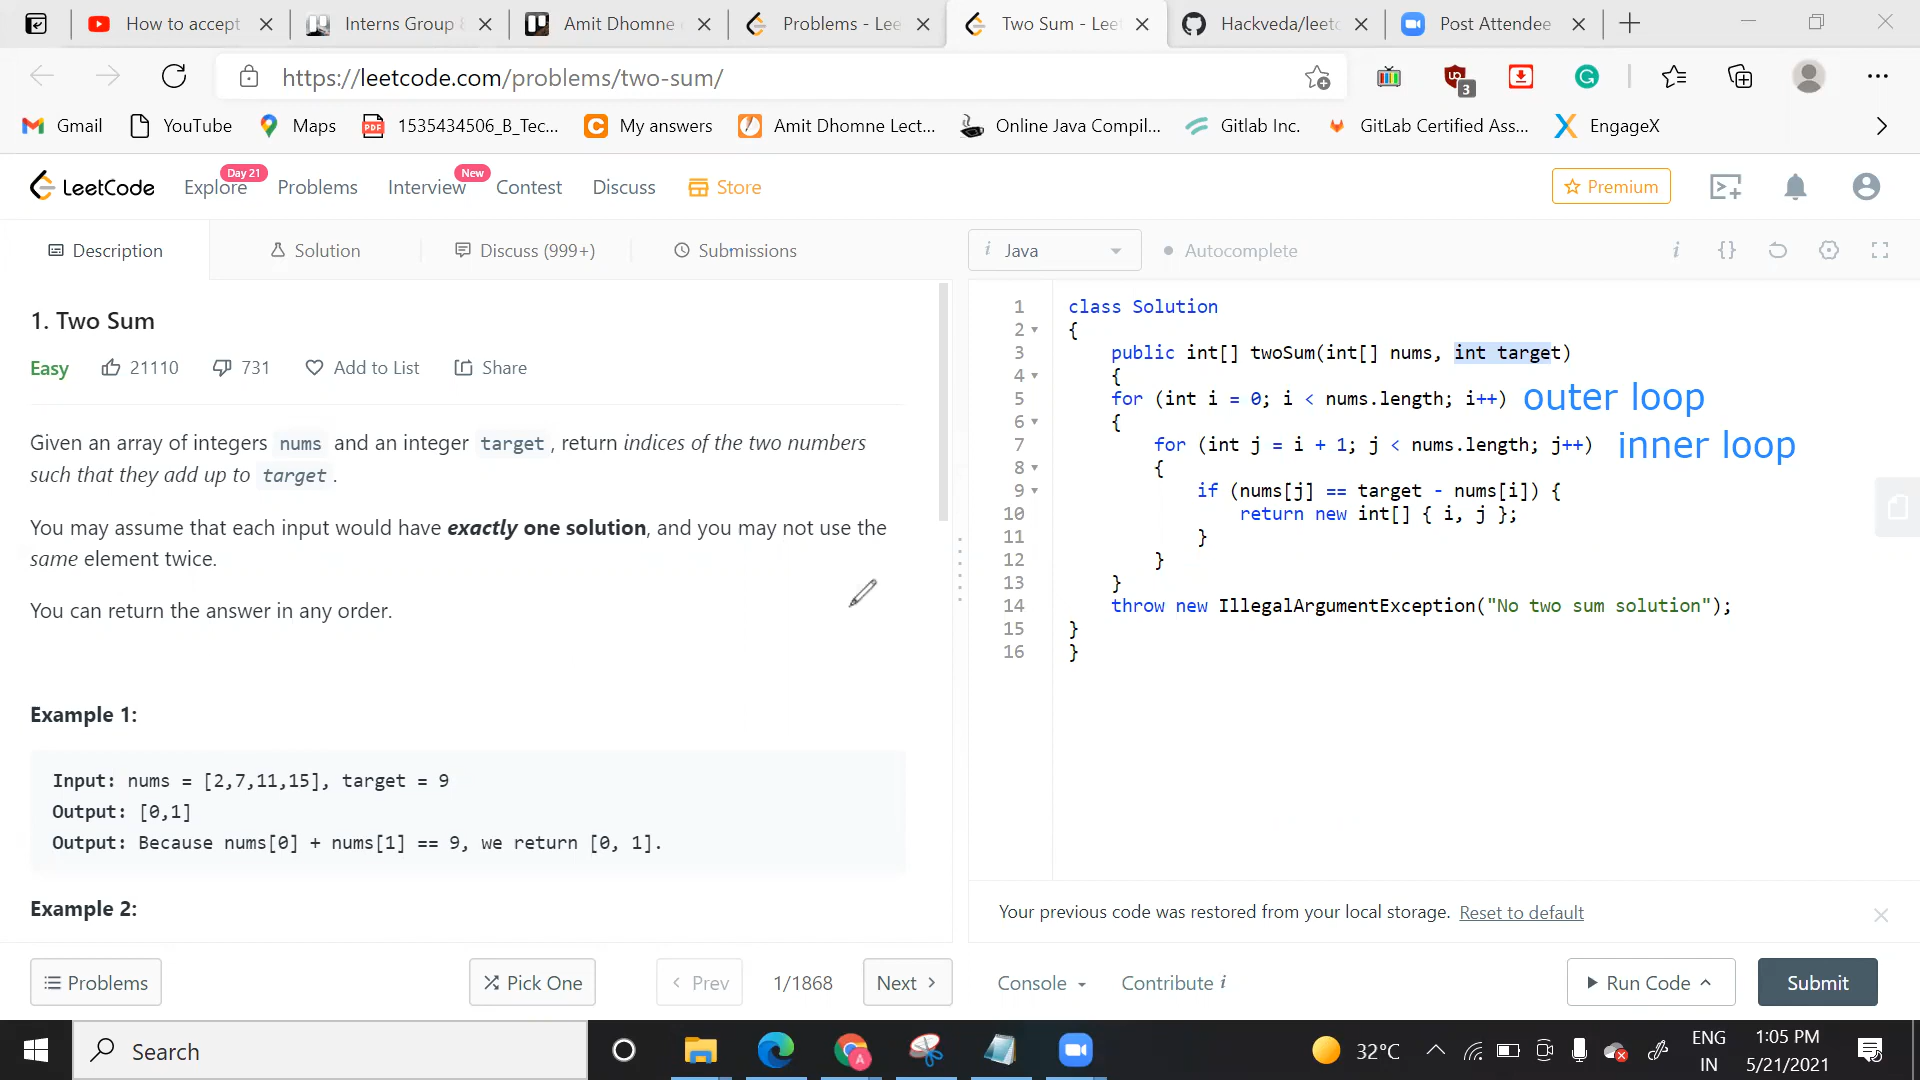 How to accept
Interns Group &
Amit Dhomne
Problems - Lee
Two Sum - Leet
Hackveda/leetc
Post Attendee
https://leetcode.com/problems/two-sum/
3
Gmail
YouTube
Maps
1535434506_B_Tec...
My answers
Amit Dhomne Lect...
Online Java Compil...
Gitlab Inc.
GitLab Certified Ass...
EngageX
LeetCode
Explore
Day 21
Problems
Interview
New
Contest
Discuss
Store
Premium
Description
Solution
Discuss (999+)
Submissions
i Java
Autocomplete
i {}
1. Two Sum
Easy
21110
731
Add to List
Share
Given an array of integers nums and an integer target, return indices of the two numbers
such that they add up to target.
You may assume that each input would have exactly one solution, and you may not use the
same element twice.
You can return the answer in any order.
Example 1:
Input: nums = [2,7,11,15], target = 9
Output: [0,1]
Output: Because nums[0] + nums[1] == 9, we return [0, 1].
Example 2:
1 class Solution
2 {
3 public int[] twoSum(int[] nums, int target)
4 {
5 for (int i = 0; i < nums.length; i++) outer loop
6 {
7 for (int j = i + 1; j < nums.length; j++) inner loop
8 {
9 if (nums[j] == target - nums[i]) {
10 return new int[] { i, j };
11 }
12 }
13 }
14 throw new IllegalArgumentException("No two sum solution");
15 }
16 }
Your previous code was restored from your local storage. Reset to default
Problems
Pick One
Prev
1/1868
Next
Console
Contribute i
Run Code
Submit
Search
32°C
ENG
IN
1:05 PM
5/21/2021